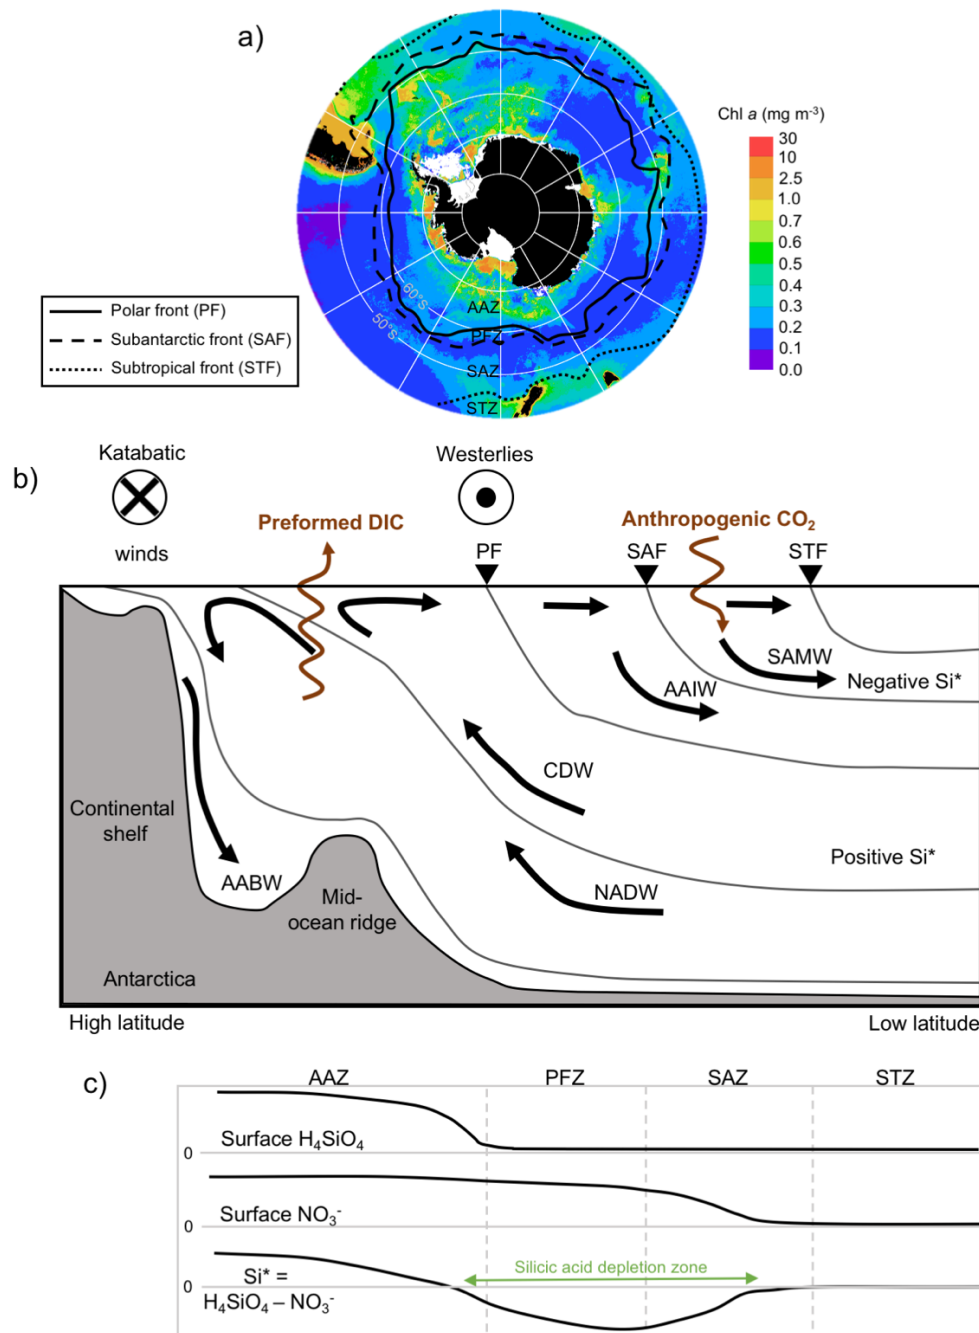 a)
Chl a (mg m-3)
30
10
2.5
1.0
0.7
0.6
0.5
0.4
0.3
0.2
0.1
0.0
60°S
50°S
AAZ
PFZ
SAZ
STZ
Polar front (PF)
Subantarctic front (SAF)
Subtropical front (STF)
b)
Katabatic
winds
Westerlies
Preformed DIC
Anthropogenic CO₂
PF
SAF
STF
SAMW
Negative Si*
AAIW
CDW
Positive Si*
NADW
Continental
shelf
AABW
Mid-
ocean ridge
Antarctica
High latitude
Low latitude
c)
AAZ
PFZ
SAZ
STZ
Surface H₄SiO₄
0
Surface NO₃⁻
0
Silicic acid depletion zone
0
Si* =
H₄SiO₄ – NO₃⁻